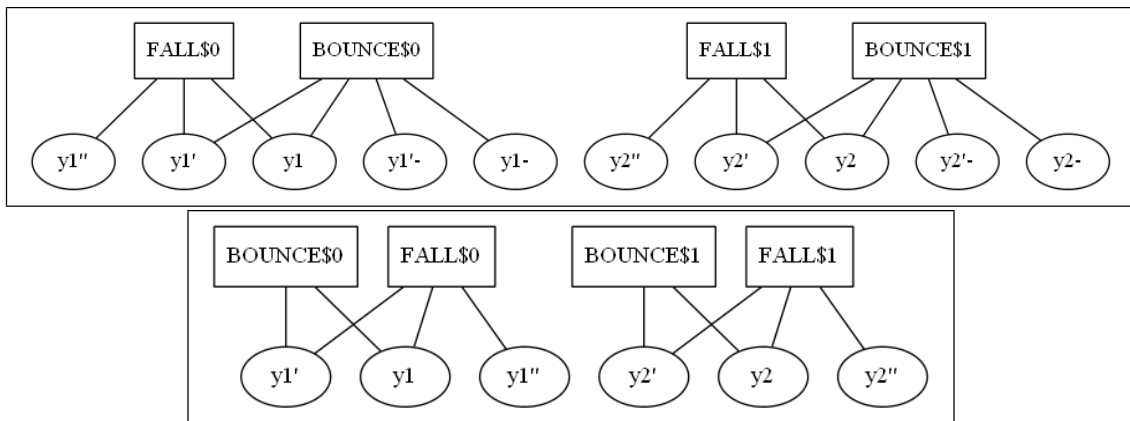 FALL$0 BOUNCE$0 FALL$1 BOUNCE$1
y1'' y1' y1 y1'- y1- y2'' y2' y2 y2'- y2-
BOUNCE$0 FALL$0 BOUNCE$1 FALL$1
y1' y1 y1'' y2' y2 y2''